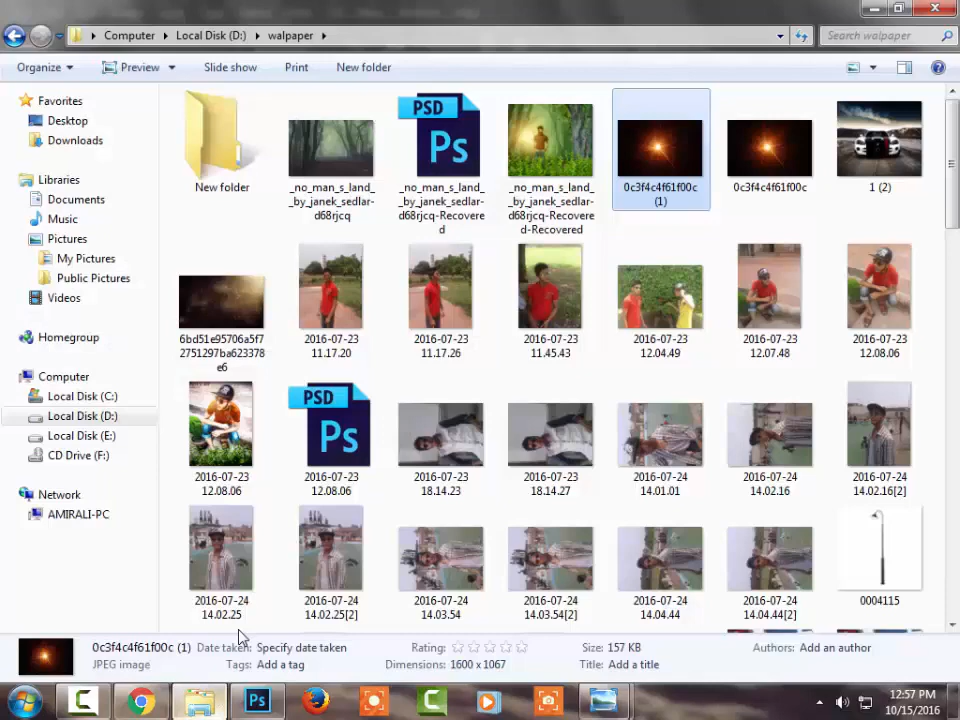 Computer
Local Disk (D:)
walpaper
Search walpaper
Organize
Preview
Slide show
Print
New folder
Favorites
Desktop
Downloads
Libraries
Documents
Music
Pictures
My Pictures
Public Pictures
Videos
Homegroup
Computer
Local Disk (C:)
Local Disk (D:)
Local Disk (E:)
CD Drive (F:)
Network
AMIRALI-PC
PSD
Ps
New folder
_no_man_s_land_
_by_janek_sedlar-
d68rjcq
_no_man_s_land_
_by_janek_sedlar-
d68rjcq-Recovere
d
_no_man_s_land_
_by_janek_sedlar-
d68rjcq-Recovere
d-Recovered
0c3f4c4f61f00c
(1)
0c3f4c4f61f00c
1 (2)
6bd51e95706a5f7
2751297ba623378
e6
2016-07-23
11.17.20
2016-07-23
11.17.26
2016-07-23
11.45.43
2016-07-23
12.04.49
2016-07-23
12.07.48
2016-07-23
12.08.06
PSD
Ps
2016-07-23
12.08.06
2016-07-23
12.08.06
2016-07-23
18.14.23
2016-07-23
18.14.27
2016-07-24
14.01.01
2016-07-24
14.02.16
2016-07-24
14.02.16[2]
2016-07-24
14.02.25
2016-07-24
14.02.25[2]
2016-07-24
14.03.54
2016-07-24
14.03.54[2]
2016-07-24
14.04.44
2016-07-24
14.04.44[2]
0004115
0c3f4c4f61f00c (1) Date taken: Specify date taken
Rating:
Size: 157 KB
Authors: Add an author
JPEG image
Tags: Add a tag
Dimensions: 1600 x 1067
Title: Add a title
Ps
12:57 PM
10/15/2016